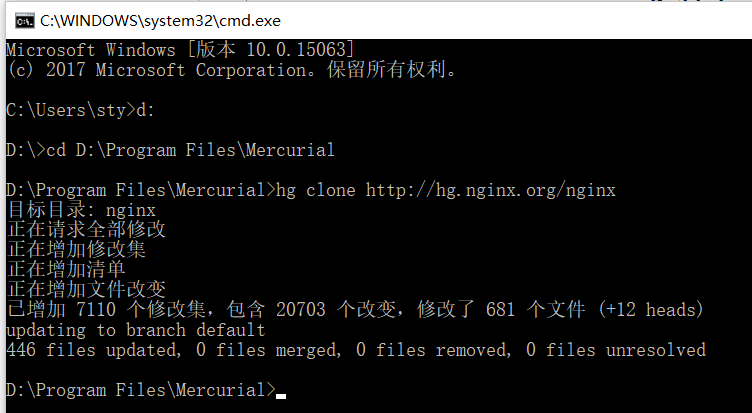 C:\WINDOWS\system32\cmd.exe
Microsoft Windows [版本 10.0.15063]
(c) 2017 Microsoft Corporation。保留所有权利。
C:\Users\sty>d:
D:\>cd D:\Program Files\Mercurial
D:\Program Files\Mercurial>hg clone http://hg.nginx.org/nginx
目标目录: nginx
正在请求全部修改
正在增加修改集
正在增加清单
正在增加文件改变
已增加 7110 个修改集，包含 20703 个改变，修改了 681 个文件 (+12 heads)
updating to branch default
446 files updated, 0 files merged, 0 files removed, 0 files unresolved
D:\Program Files\Mercurial>